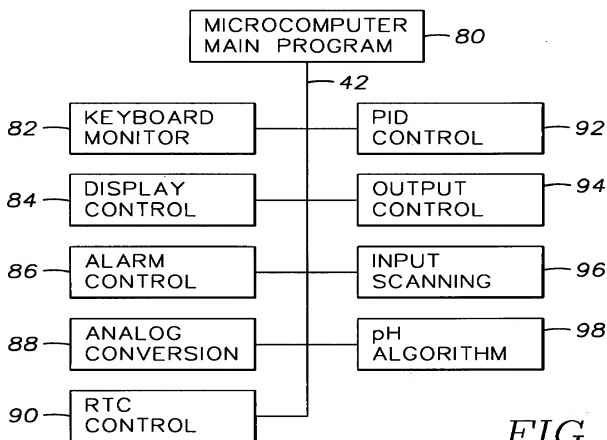 MICROCOMPUTER
MAIN PROGRAM
80
42
82
KEYBOARD
MONITOR
PID
CONTROL
92
84
DISPLAY
CONTROL
OUTPUT
CONTROL
94
86
ALARM
CONTROL
INPUT
SCANNING
96
88
ANALOG
CONVERSION
pH
ALGORITHM
98
90
RTC
CONTROL
FIG